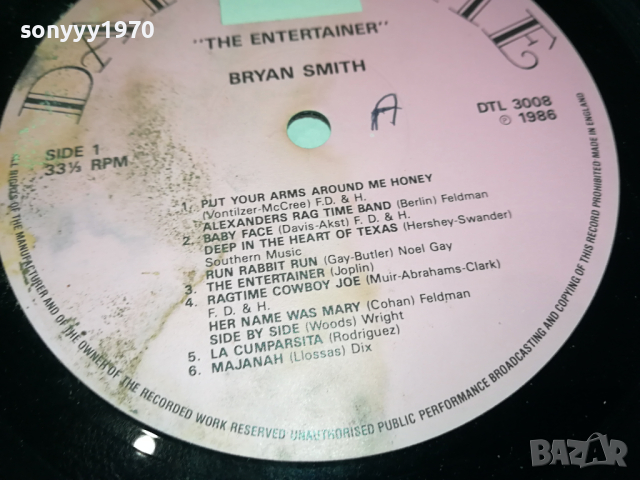 sonyyy1970
"THE ENTERTAINER"
BRYAN SMITH
A
DTL 3008
℗ 1986
SIDE 1
33⅓ RPM
1. PUT YOUR ARMS AROUND ME HONEY
(Vontilzer-McCree) F.D. & H.
ALEXANDERS RAG TIME BAND (Berlin) Feldman
2. BABY FACE (Davis-Akst) F. D. & H.
DEEP IN THE HEART OF TEXAS (Hershey-Swander)
Southern Music
RUN RABBIT RUN (Gay-Butler) Noel Gay
3. THE ENTERTAINER (Joplin)
4. RAGTIME COWBOY JOE (Muir-Abrahams-Clark)
F. D. & H.
HER NAME WAS MARY (Cohan) Feldman
SIDE BY SIDE (Woods) Wright
5. LA CUMPARSITA (Rodriguez)
6. MAJANAH (Llossas) Dix
ALL RIGHTS OF THE MANUFACTURER AND OF THE OWNER OF THE RECORDED WORK RESERVED UNAUTHORISED PUBLIC PERFORMANCE BROADCASTING AND COPYING OF THIS RECORD PROHIBITED MADE IN ENGLAND
BAZAR